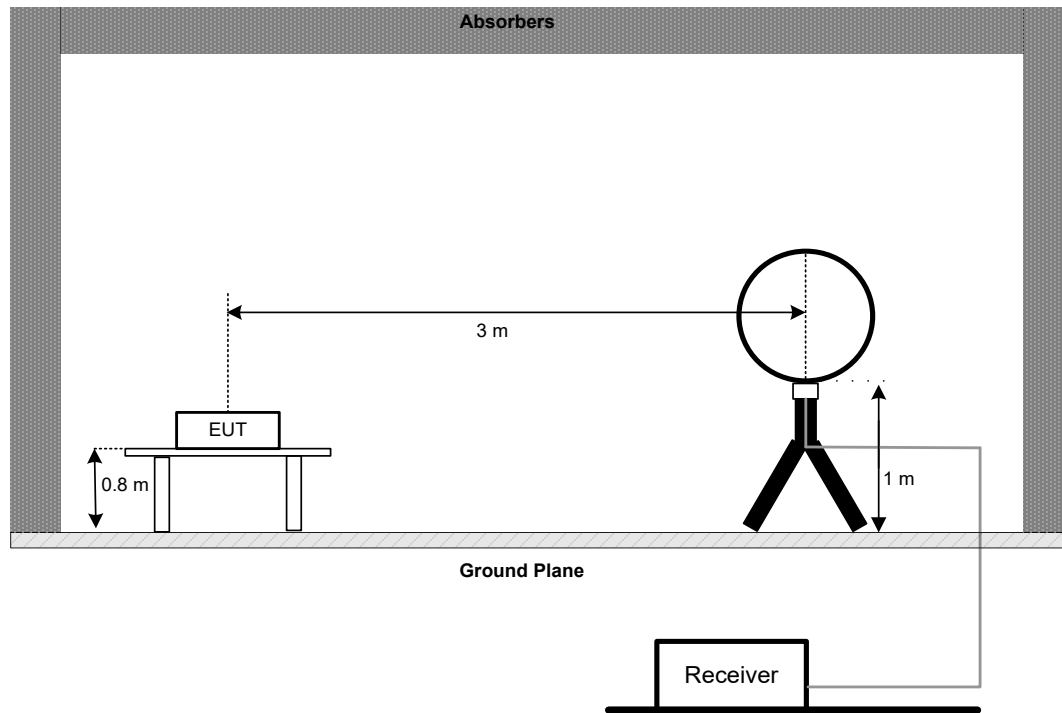 Absorbers
3 m
EUT
0.8 m
1 m
Ground Plane
Receiver